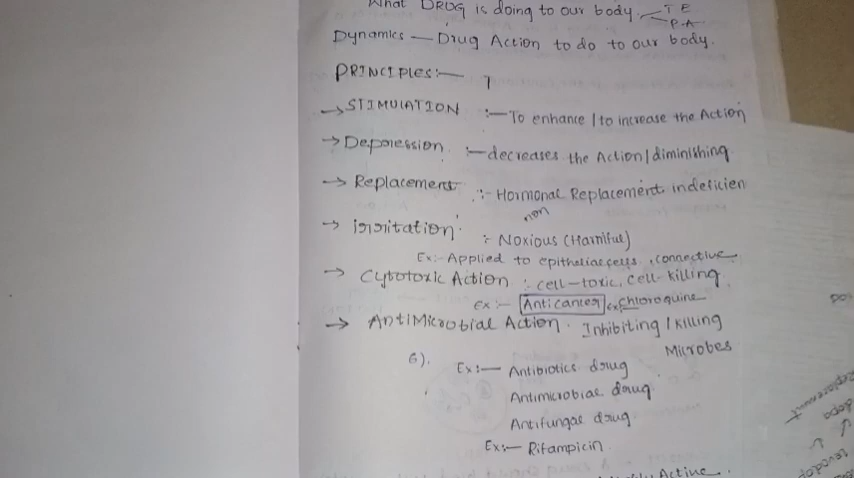 What DRUG is doing to our body. T E
P.A
Dynamics — Drug Action to do to our body.
PRINCIPLES:—
→ STIMULATION :— To enhance / to increase the Action
→ Depression :— decreases the Action / diminishing
→ Replacement :- Hormonal Replacement indeficien
→ irritation : non Noxious (Harmful)
Ex:- Applied to epithelial cells, connective
→ Cytotoxic Action : cell-toxic, cell-killing
Ex:- Anticancer ex Chloroquine
→ AntiMicrobial Action. Inhibiting / killing
Microbes
6).
Ex:— Antibiotics drug
Antimicrobial drug
Antifungal drug
Ex:— Rifampicin
Active.